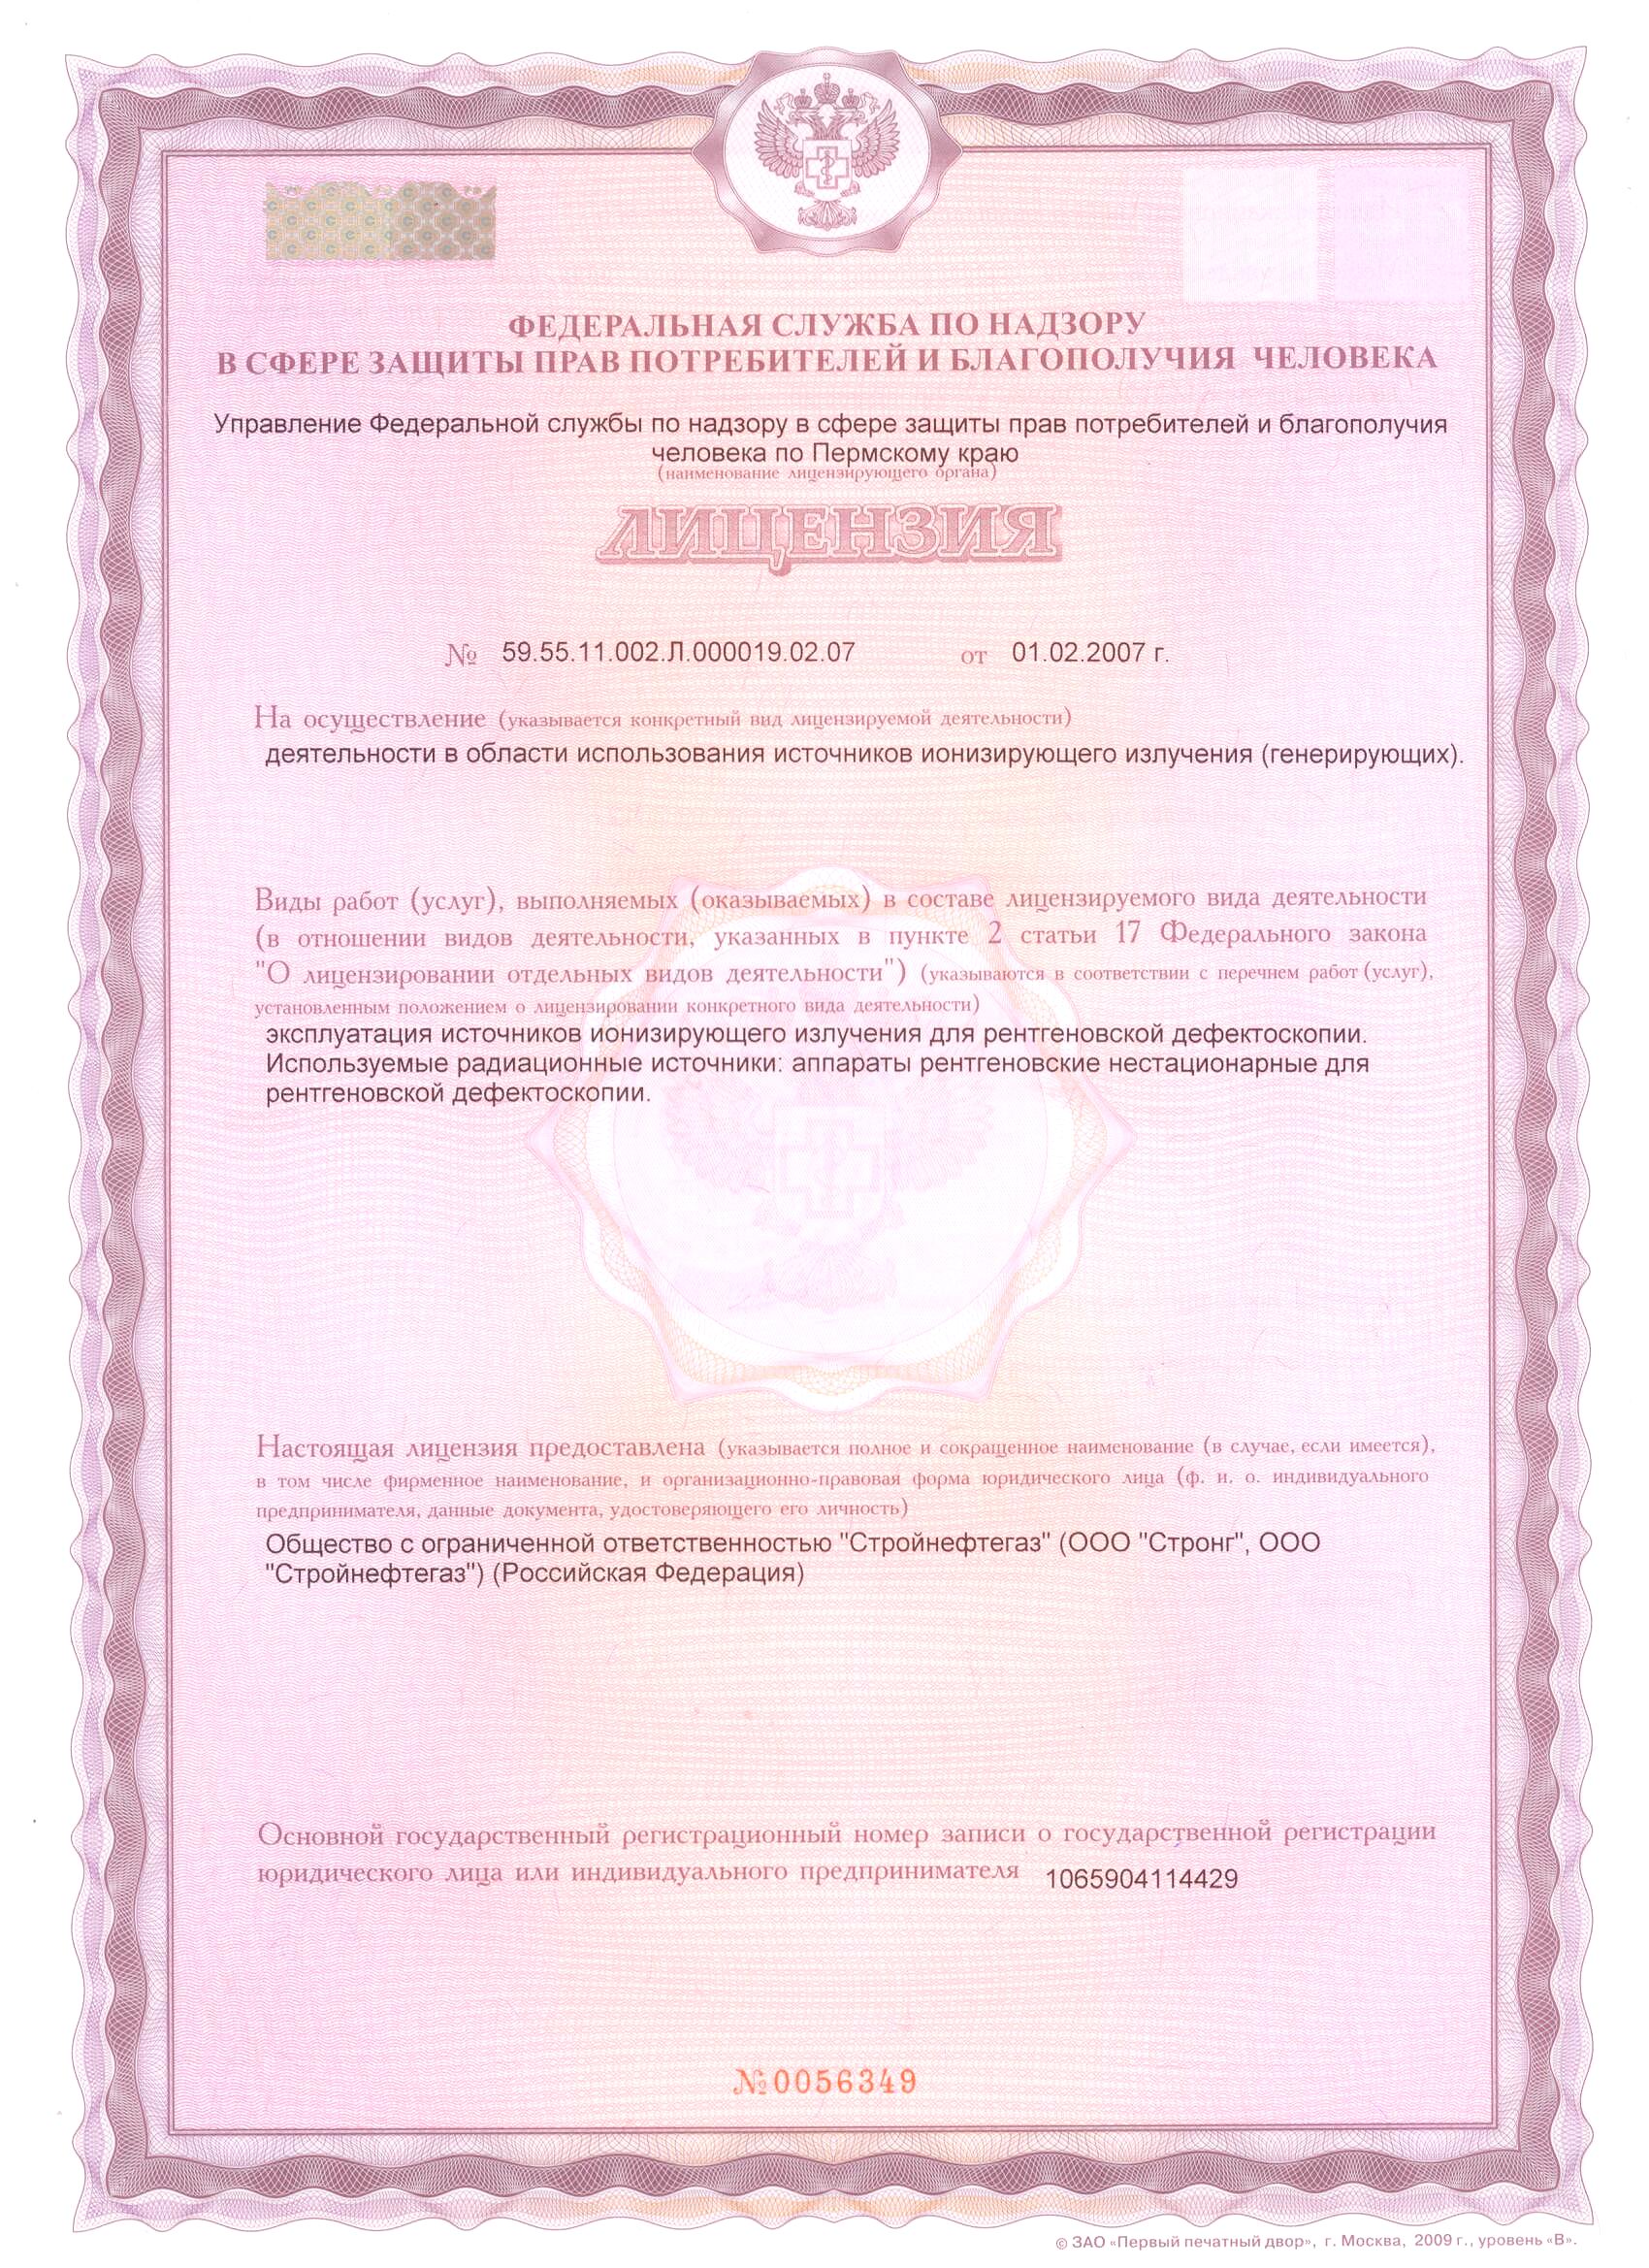 ФЕДЕРАЛЬНАЯ СЛУЖБА ПО НАДЗОРУ
В СФЕРЕ ЗАЩИТЫ ПРАВ ПОТРЕБИТЕЛЕЙ И БЛАГОПОЛУЧИЯ ЧЕЛОВЕКА
Управление Федеральной службы по надзору в сфере защиты прав потребителей и благополучия
человека по Пермскому краю
(наименование лицензирующего органа)
ЛИЦЕНЗИЯ
№ 59.55.11.002.Л.000019.02.07 от 01.02.2007 г.
На осуществление (указывается конкретный вид лицензируемой деятельности)
деятельности в области использования источников ионизирующего излучения (генерирующих).
Виды работ (услуг), выполняемых (оказываемых) в составе лицензируемого вида деятельности
(в отношении видов деятельности, указанных в пункте 2 статьи 17 Федерального закона
"О лицензировании отдельных видов деятельности") (указываются в соответствии с перечнем работ (услуг),
установленным положением о лицензировании конкретного вида деятельности)
эксплуатация источников ионизирующего излучения для рентгеновской дефектоскопии.
Используемые радиационные источники: аппараты рентгеновские нестационарные для
рентгеновской дефектоскопии.
Настоящая лицензия предоставлена (указывается полное и сокращенное наименование (в случае, если имеется),
в том числе фирменное наименование, и организационно-правовая форма юридического лица (ф. и. о. индивидуального
предпринимателя, данные документа, удостоверяющего его личность)
Общество с ограниченной ответственностью "Стройнефтегаз" (ООО "Стронг", ООО
"Стройнефтегаз") (Российская Федерация)
Основной государственный регистрационный номер записи о государственной регистрации
юридического лица или индивидуального предпринимателя 1065904114429
№0056349
© ЗАО «Первый печатный двор», г. Москва, 2009 г., уровень «В».